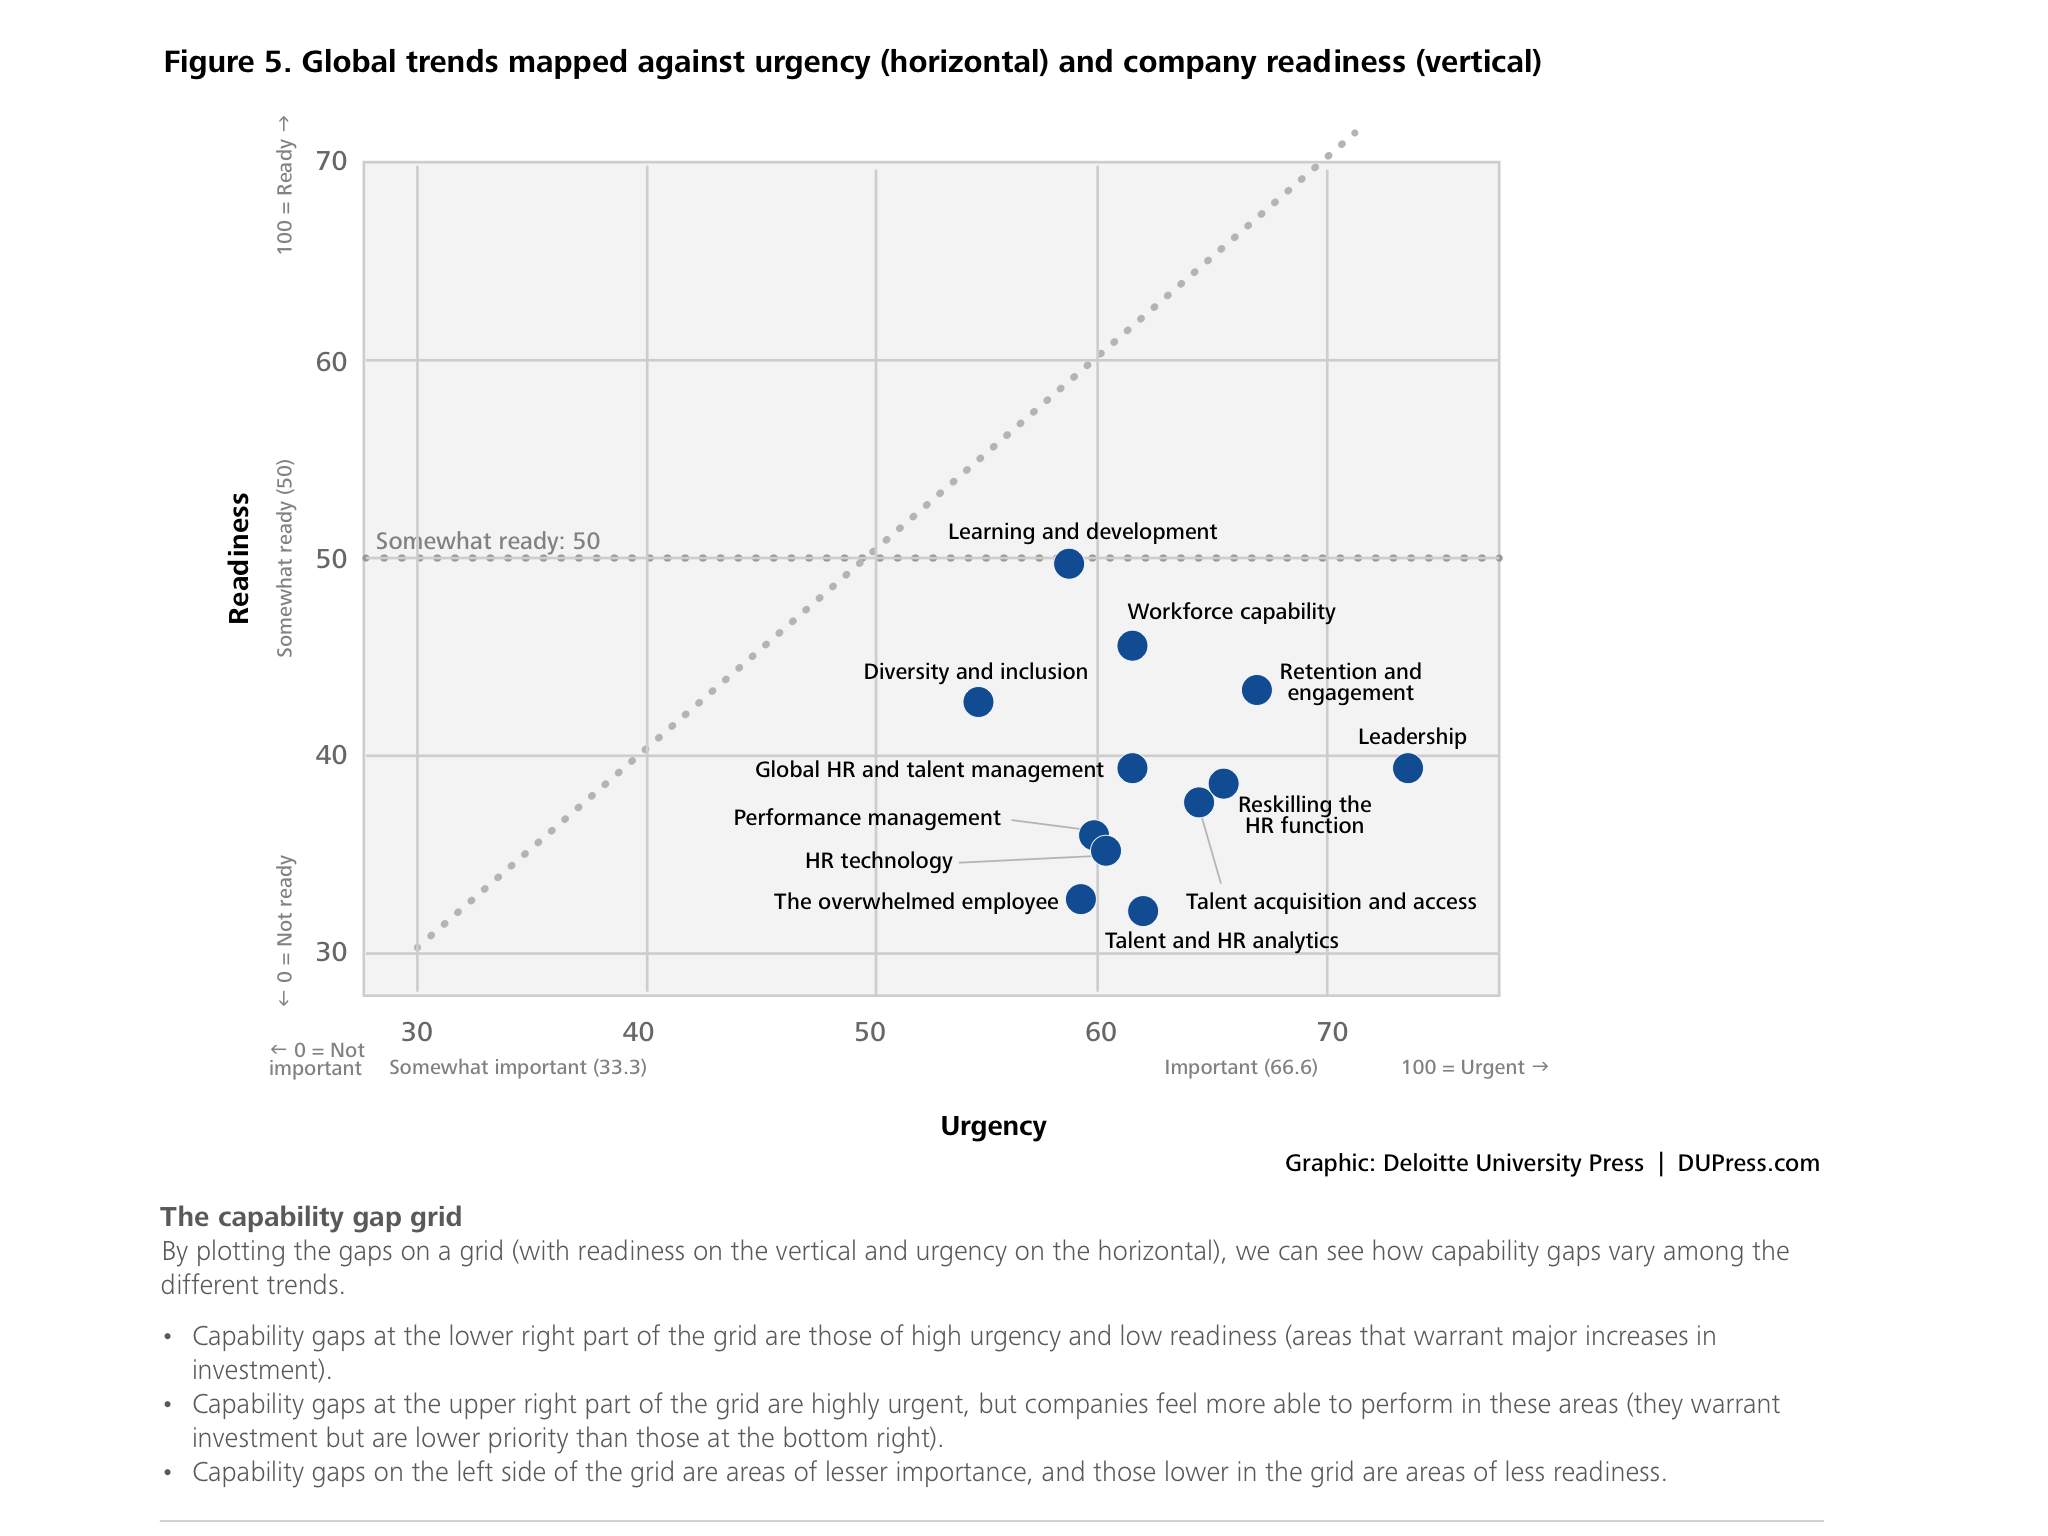 Figure 5. Global trends mapped against urgency (horizontal) and company readiness (vertical)
100 = Ready →
Somewhat ready (50)
← 0 = Not ready
Readiness
70
60
50
40
30
Somewhat ready: 50
Learning and development
Workforce capability
Diversity and inclusion
Retention and
engagement
Leadership
Global HR and talent management
Reskilling the
HR function
Performance management
HR technology
The overwhelmed employee
Talent acquisition and access
Talent and HR analytics
30 40 50 60 70
← 0 = Not
important
Somewhat important (33.3)
Important (66.6)
100 = Urgent →
Urgency
Graphic: Deloitte University Press | DUPress.com
The capability gap grid
By plotting the gaps on a grid (with readiness on the vertical and urgency on the horizontal), we can see how capability gaps vary among the
different trends.
• Capability gaps at the lower right part of the grid are those of high urgency and low readiness (areas that warrant major increases in
investment).
• Capability gaps at the upper right part of the grid are highly urgent, but companies feel more able to perform in these areas (they warrant
investment but are lower priority than those at the bottom right).
• Capability gaps on the left side of the grid are areas of lesser importance, and those lower in the grid are areas of less readiness.